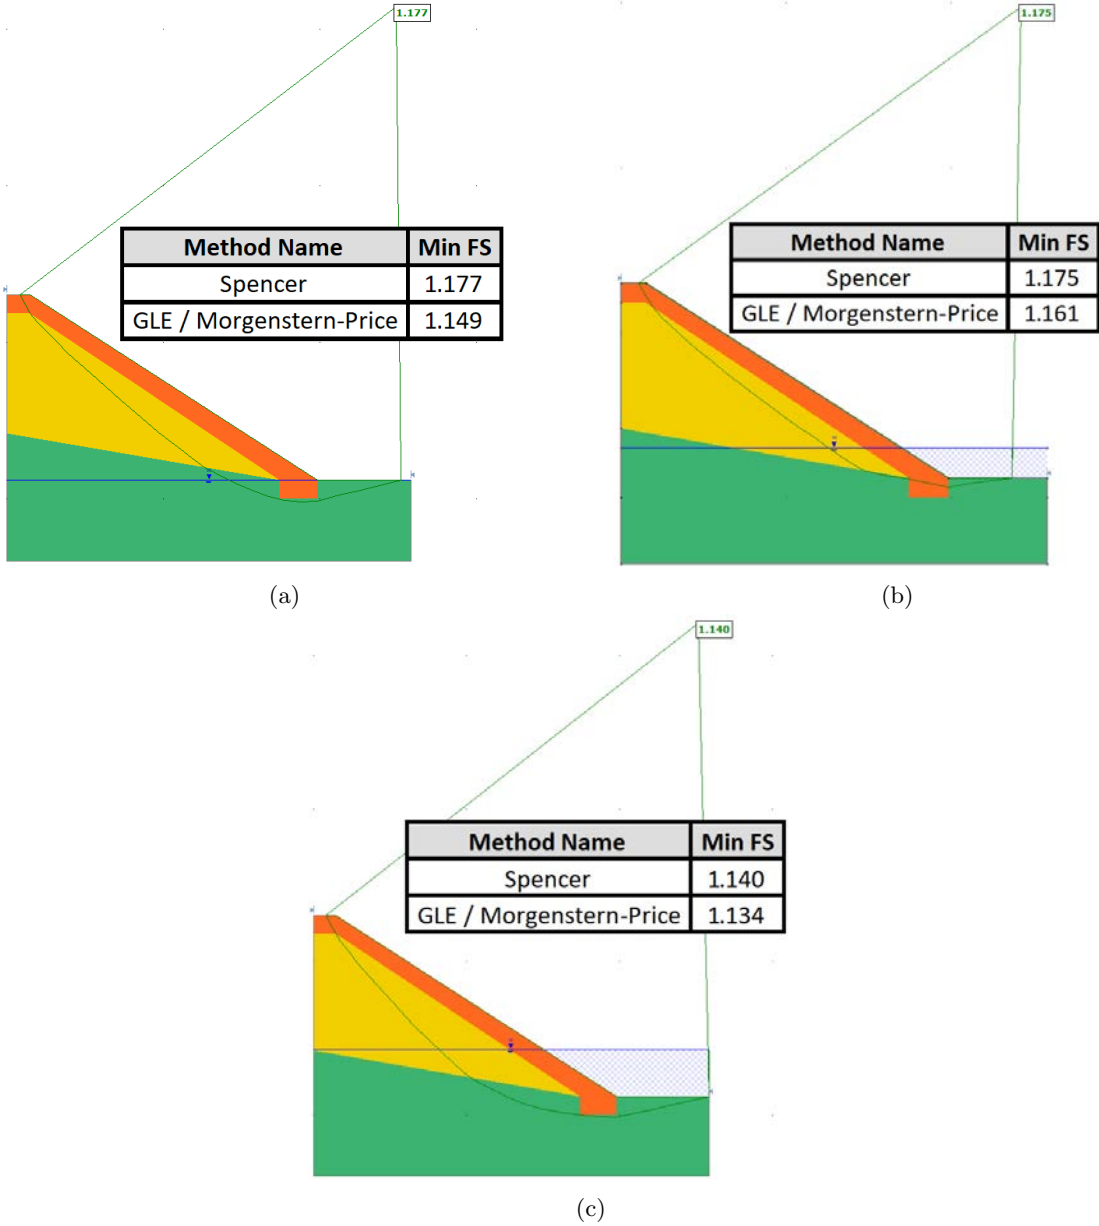 1.177
Method Name Min FS
Spencer 1.177
GLE / Morgenstern-Price 1.149
(a)
1.175
Method Name Min FS
Spencer 1.175
GLE / Morgenstern-Price 1.161
(b)
1.140
Method Name Min FS
Spencer 1.140
GLE / Morgenstern-Price 1.134
(c)